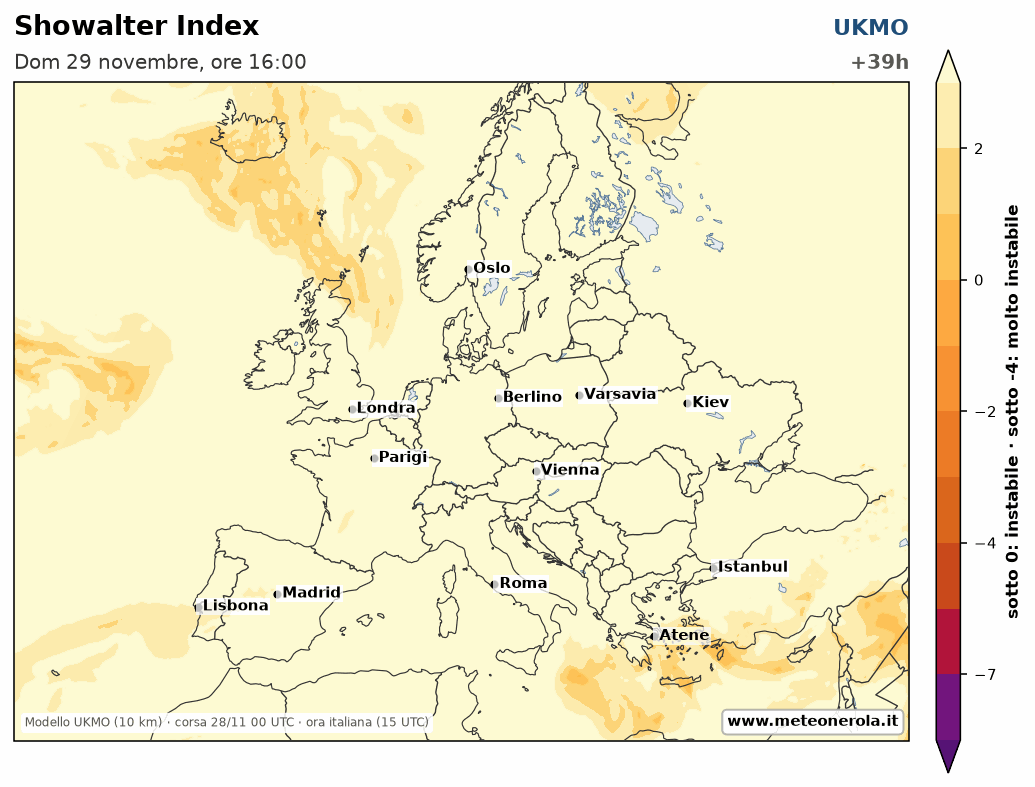 Showalter Index
UKMO
Dom 29 novembre, ore 16:00
+39h
2
0
−2
−4
−7
sotto 0: instabile · sotto -4: molto instabile
Oslo
Berlino
Varsavia
Kiev
Londra
Parigi
Vienna
Istanbul
Roma
Madrid
Lisbona
Atene
Modello UKMO (10 km) · corsa 28/11 00 UTC · ora italiana (15 UTC)
www.meteonerola.it